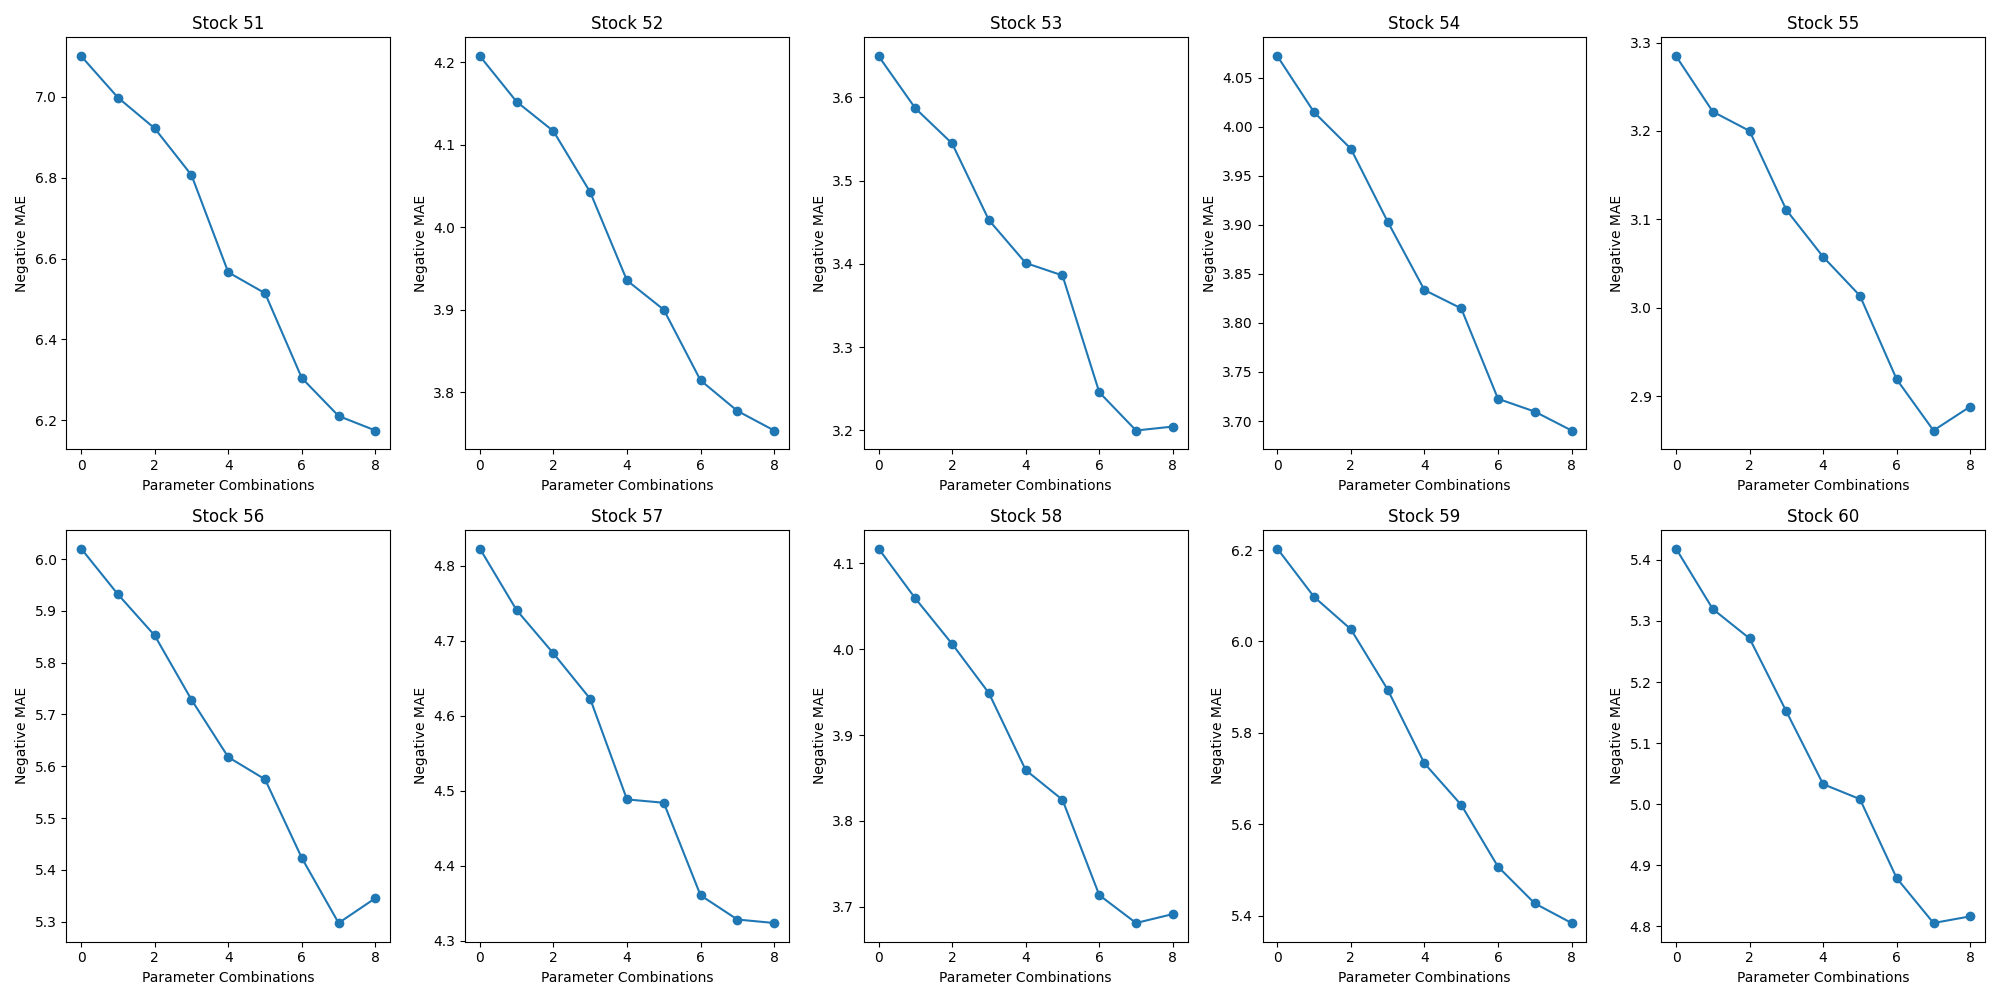 Stock 51
Negative MAE
7.0
6.8
6.6
6.4
6.2
0 2 4 6 8
Parameter Combinations
Stock 52
Negative MAE
4.2
4.1
4.0
3.9
3.8
0 2 4 6 8
Parameter Combinations
Stock 53
Negative MAE
3.6
3.5
3.4
3.3
3.2
0 2 4 6 8
Parameter Combinations
Stock 54
Negative MAE
4.05
4.00
3.95
3.90
3.85
3.80
3.75
3.70
0 2 4 6 8
Parameter Combinations
Stock 55
Negative MAE
3.3
3.2
3.1
3.0
2.9
0 2 4 6 8
Parameter Combinations
Stock 56
Negative MAE
6.0
5.9
5.8
5.7
5.6
5.5
5.4
5.3
0 2 4 6 8
Parameter Combinations
Stock 57
Negative MAE
4.8
4.7
4.6
4.5
4.4
4.3
0 2 4 6 8
Parameter Combinations
Stock 58
Negative MAE
4.1
4.0
3.9
3.8
3.7
0 2 4 6 8
Parameter Combinations
Stock 59
Negative MAE
6.2
6.0
5.8
5.6
5.4
0 2 4 6 8
Parameter Combinations
Stock 60
Negative MAE
5.4
5.3
5.2
5.1
5.0
4.9
4.8
0 2 4 6 8
Parameter Combinations